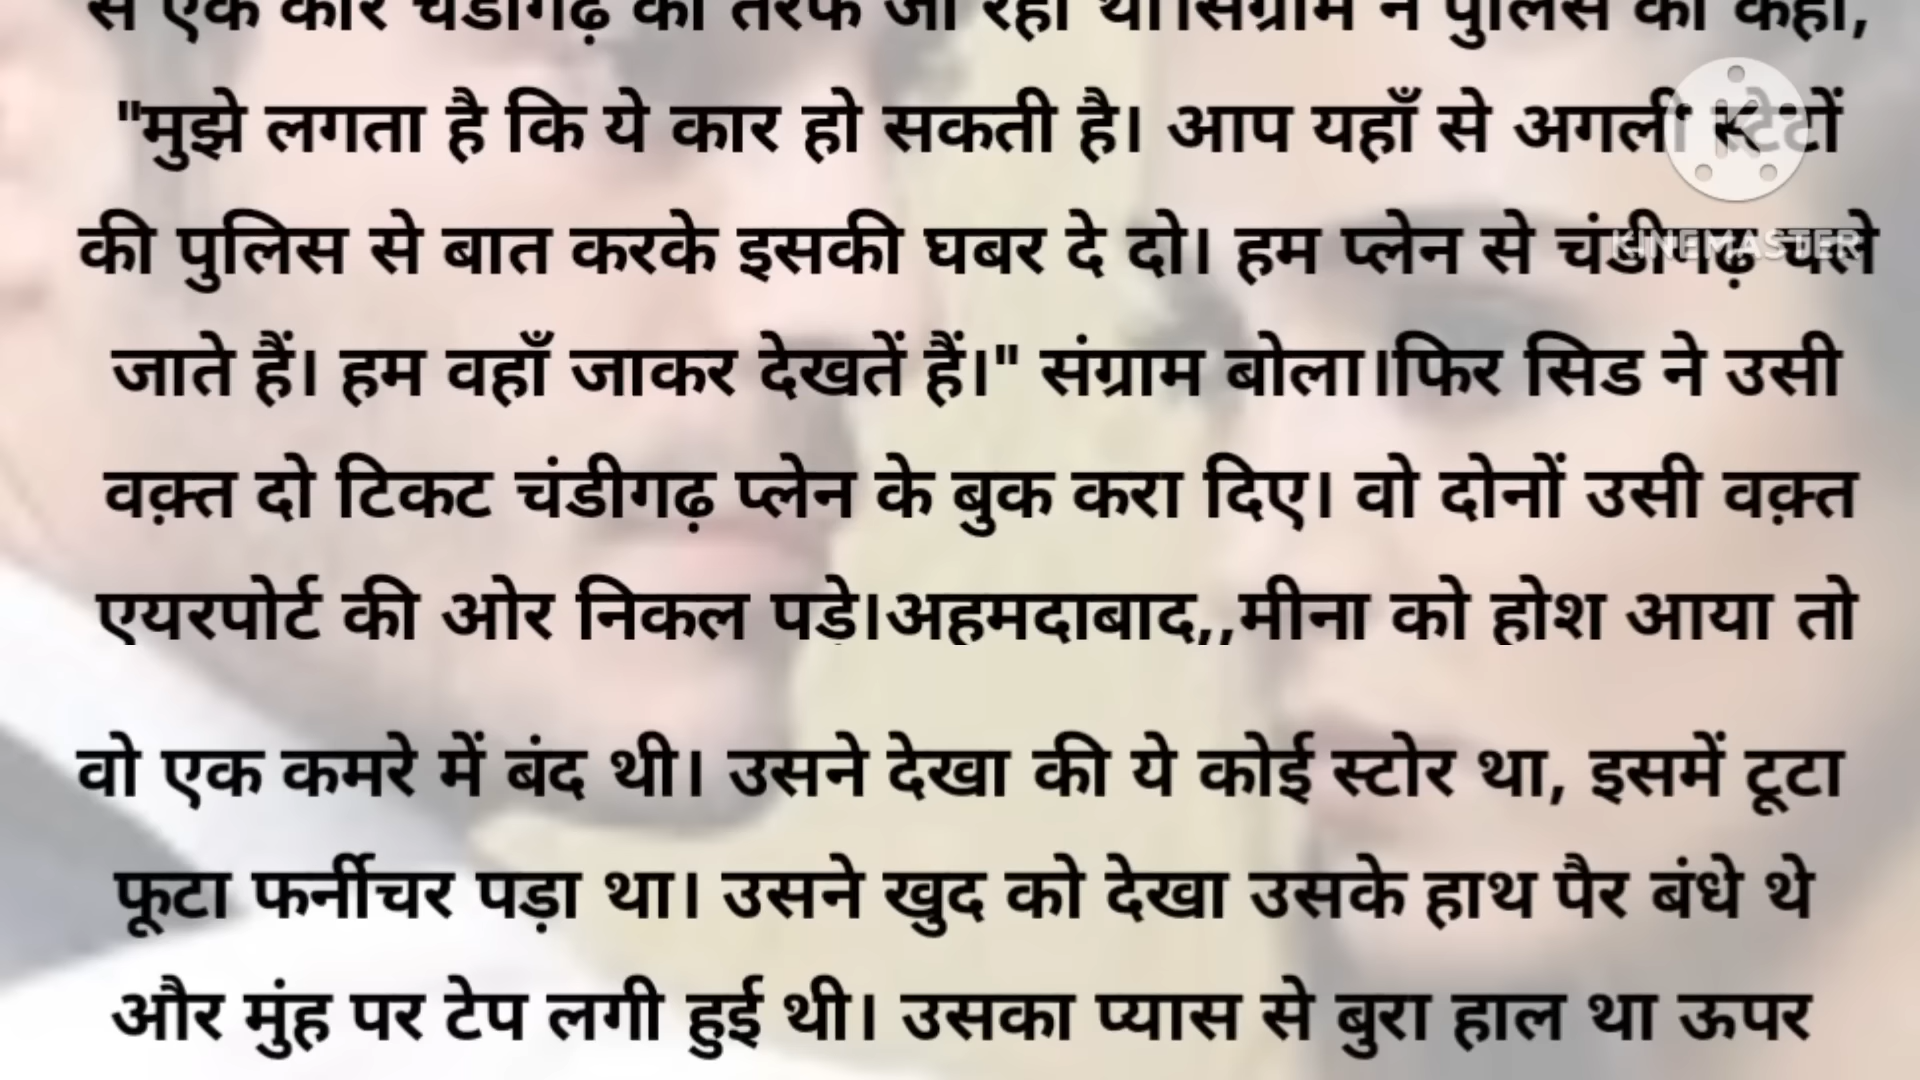 से एक कार चंडीगढ़ की तरफ जा रही थी।संग्राम ने पुलिस को कहा,
"मुझे लगता है कि ये कार हो सकती है। आप यहाँ से अगली स्टेटों
की पुलिस से बात करके इसकी घबर दे दो। हम प्लेन से चंडीगढ़ चले
जाते हैं। हम वहाँ जाकर देखतें हैं।" संग्राम बोला।फिर सिड ने उसी
वक़्त दो टिकट चंडीगढ़ प्लेन के बुक करा दिए। वो दोनों उसी वक़्त
एयरपोर्ट की ओर निकल पडे।अहमदाबाद,,मीना को होश आया तो
वो एक कमरे में बंद थी। उसने देखा की ये कोई स्टोर था, इसमें टूटा
फूटा फर्नीचर पड़ा था। उसने खुद को देखा उसके हाथ पैर बंधे थे
और मुंह पर टेप लगी हुई थी। उसका प्यास से बुरा हाल था ऊपर
K
KINEMASTER